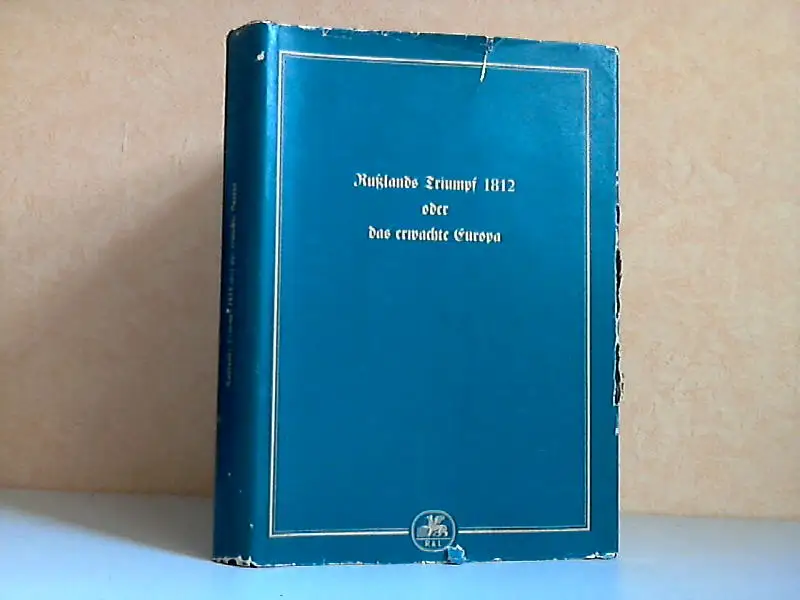 Rußlands Triumpf 1812
oder
das erwachte Europa
R&L